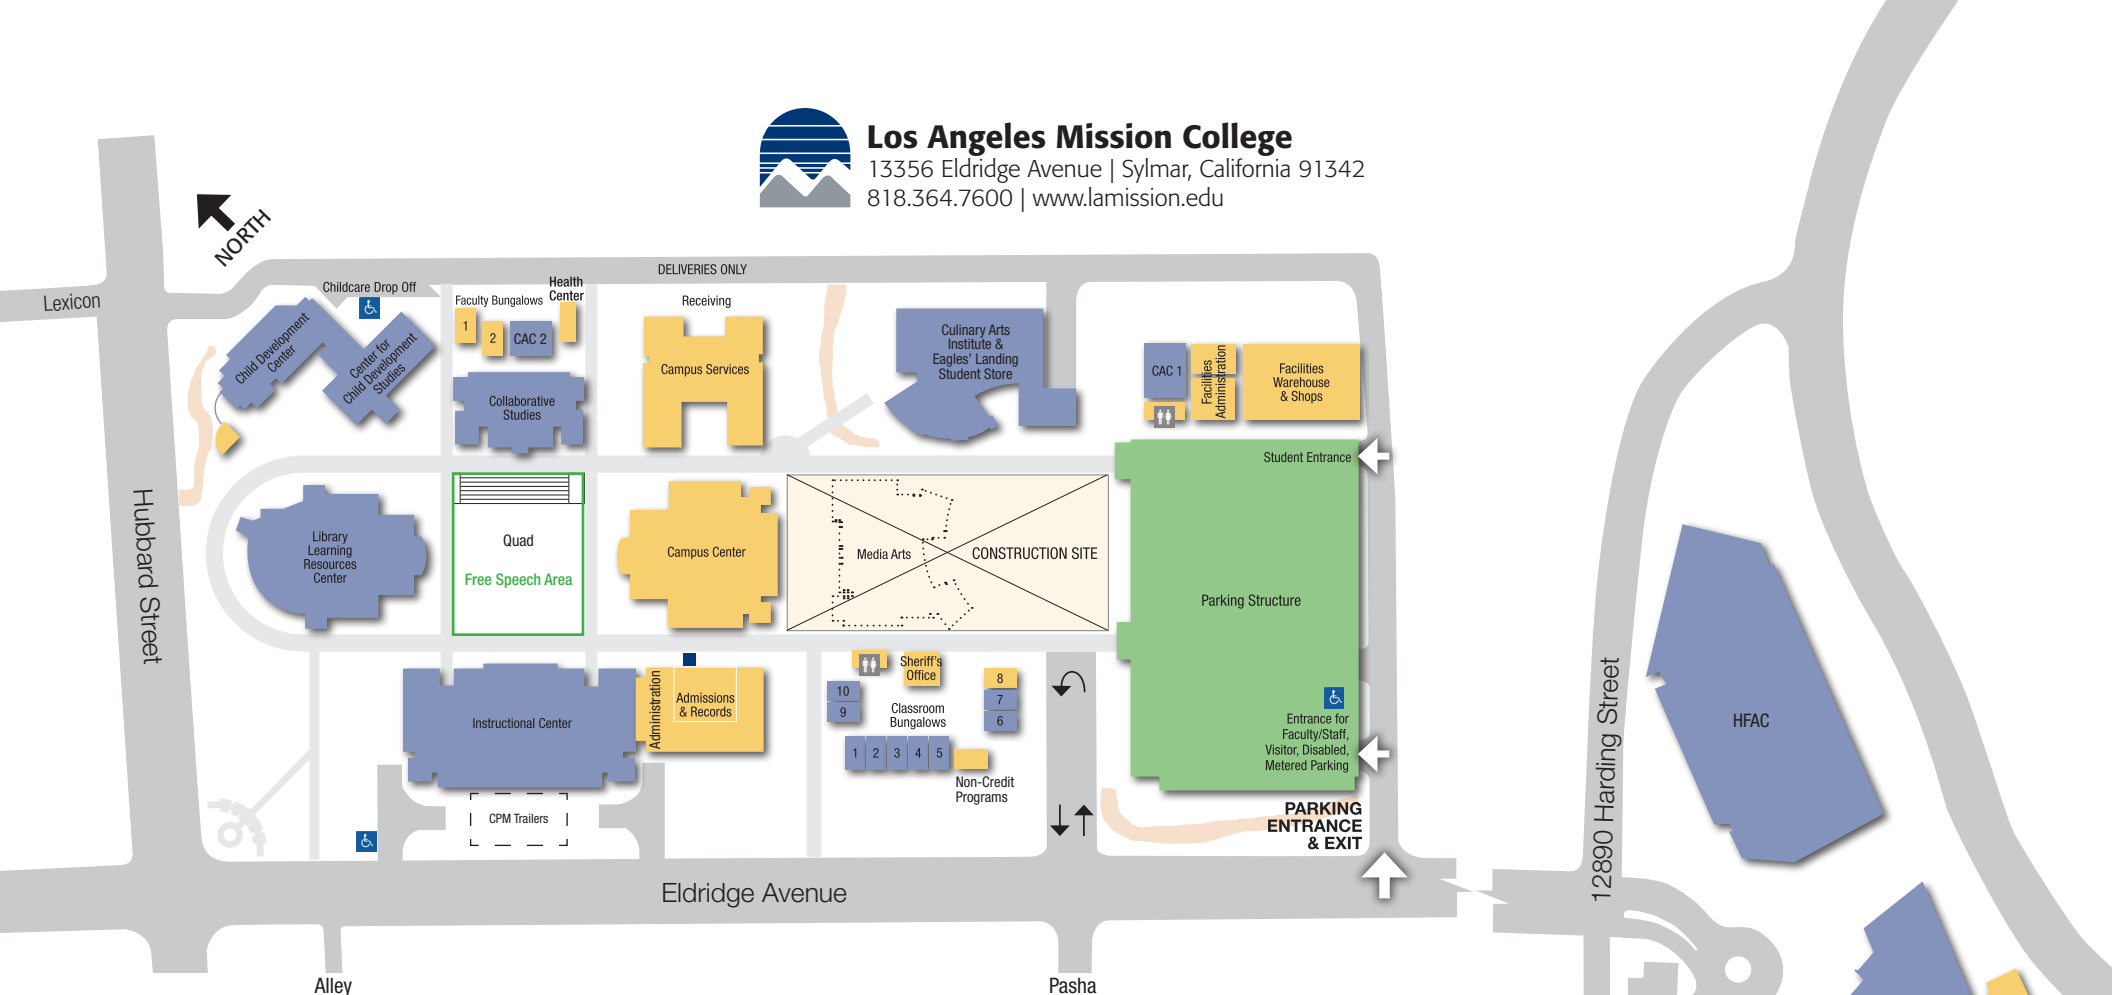 Los Angeles Mission College
13356 Eldridge Avenue | Sylmar, California 91342
818.364.7600 | www.lamission.edu
NORTH
DELIVERIES ONLY
Lexicon
Childcare Drop Off
Health
Center
Faculty Bungalows
Receiving
1
2
CAC 2
Child Development
Center
Center for
Child Development
Studies
Collaborative
Studies
Campus Services
Culinary Arts
Institute &
Eagles' Landing
Student Store
CAC 1
Facilities
Administration
Facilities
Warehouse
& Shops
Student Entrance
Hubbard Street
Library
Learning
Resources
Center
Quad
Free Speech Area
Campus Center
Media Arts
CONSTRUCTION SITE
Parking Structure
Instructional Center
Administration
Admissions
& Records
Sheriff's
Office
10
9
Classroom
Bungalows
8
7
6
1
2
3
4
5
Non-Credit
Programs
Entrance for
Faculty/Staff,
Visitor, Disabled,
Metered Parking
PARKING
ENTRANCE
& EXIT
CPM Trailers
Eldridge Avenue
12890 Harding Street
HFAC
Alley
Pasha